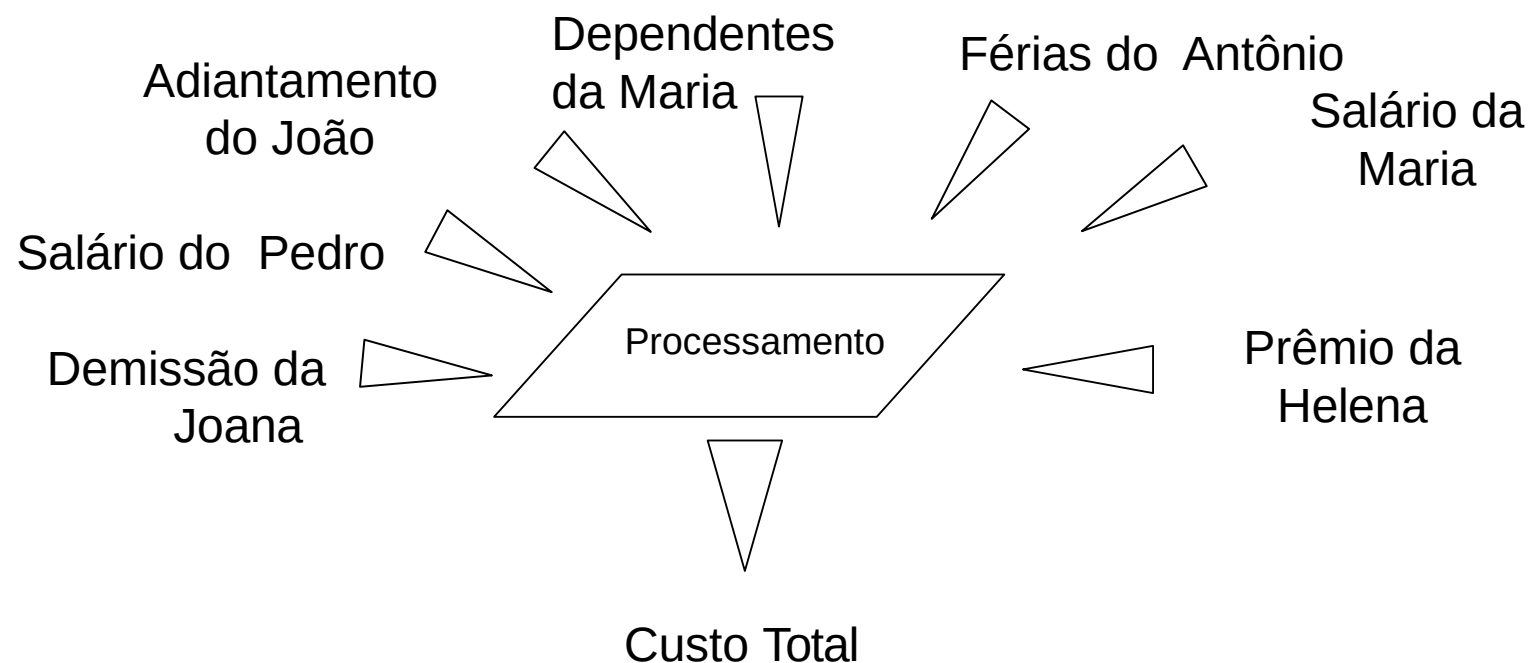 Dependentes
da Maria
Férias do  Antônio
Adiantamento
do João
Salário da
Maria
Salário do  Pedro
Processamento
Demissão da
Joana
Prêmio da
Helena
Custo Total